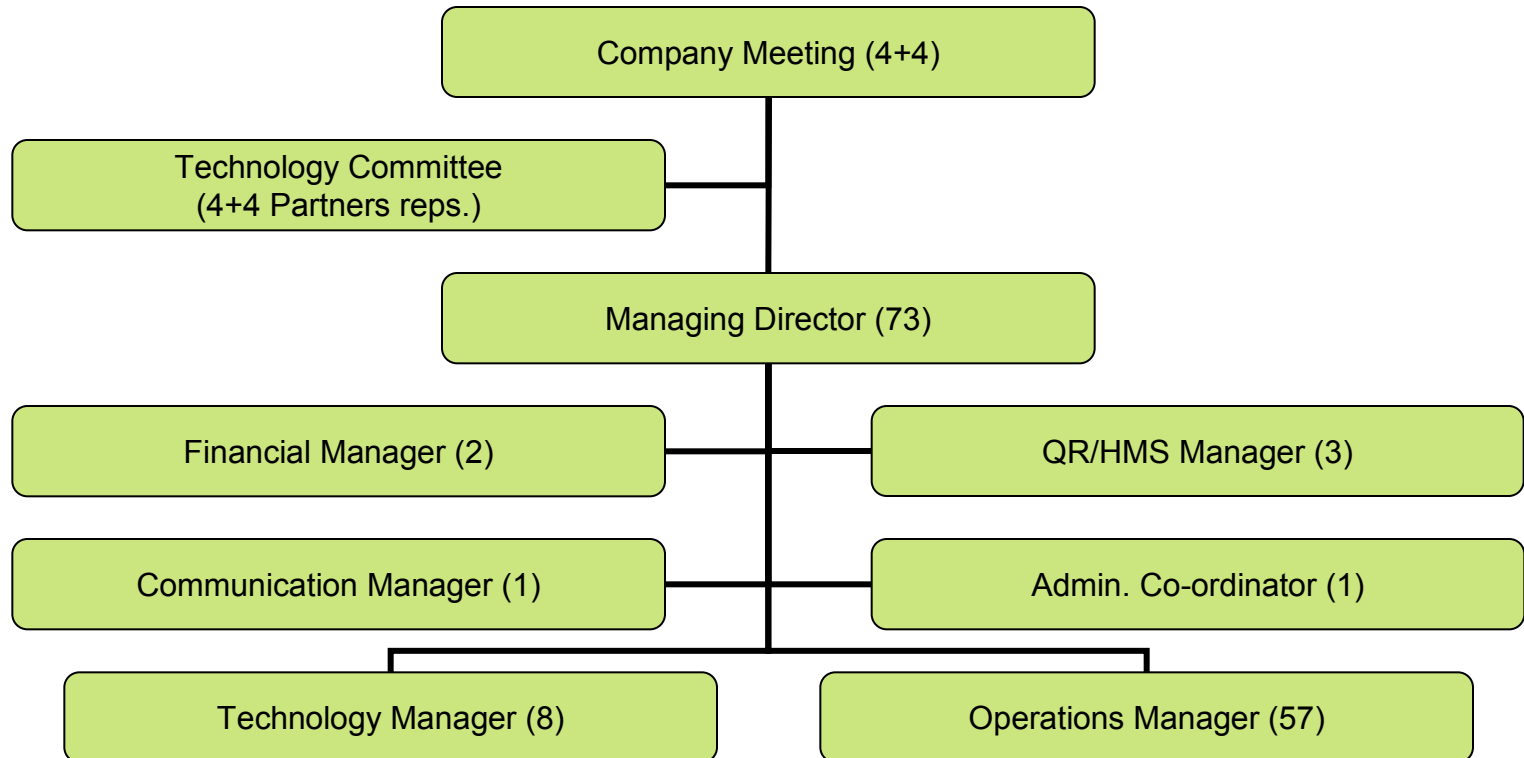 Company Meeting (4+4)
Technology Committee
(4+4 Partners reps.)
Managing Director (73)
Financial Manager (2)
QR/HMS Manager (3)
Communication Manager (1)
Admin. Co-ordinator (1)
Technology Manager (8)
Operations Manager (57)